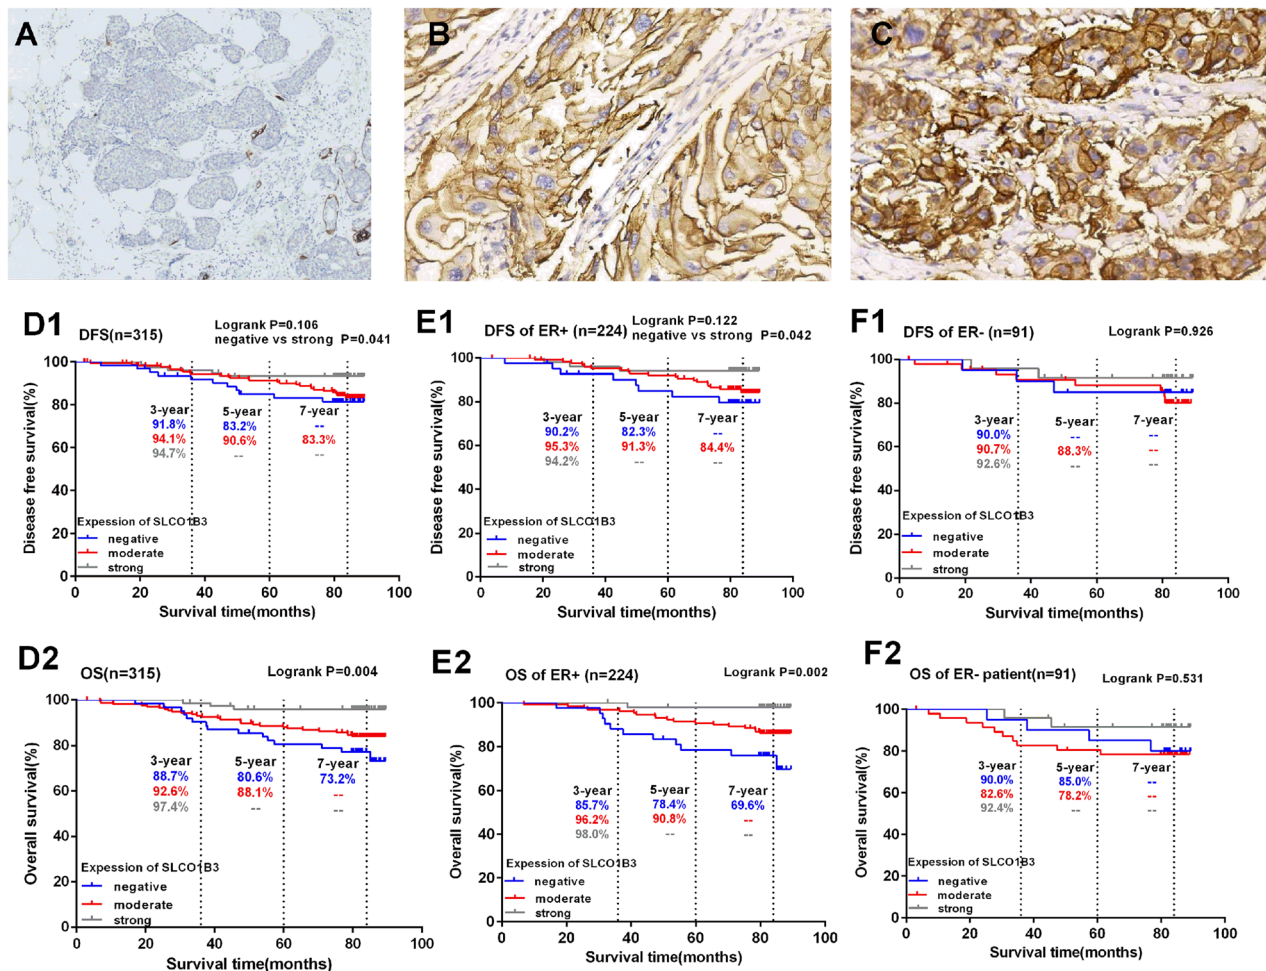 A
B
C
D1
DFS(n=315)
Logrank P=0.106
negative vs strong P=0.041
Disease free survival(%)
100
80
60
40
20
0
3-year 5-year 7-year
91.8% 83.2% --
94.1% 90.6% 83.3%
94.7% -- --
Expession of SLCO1B3
negative
moderate
strong
0 20 40 60 80 100
Survival time(months)
E1
DFS of ER+ (n=224)
Logrank P=0.122
negative vs strong P=0.042
Disease free survival(%)
100
80
60
40
20
0
3-year 5-year 7-year
90.2% 82.3% --
95.3% 91.3% 84.4%
94.2% -- --
Expession of SLCO1B3
negative
moderate
strong
0 20 40 60 80 100
Survival time(months)
F1
DFS of ER- (n=91)
Logrank P=0.926
Disease free survival(%)
100
80
60
40
20
0
3-year 5-year 7-year
90.0% -- --
90.7% 88.3% --
92.6% -- --
Expession of SLCO1B3
negative
moderate
strong
0 20 40 60 80 100
Survival time(months)
D2
OS(n=315)
Logrank P=0.004
Overall survival(%)
100
80
60
40
20
0
3-year 5-year 7-year
88.7% 80.6% 73.2%
92.6% 88.1% --
97.4% -- --
Expession of SLCO1B3
negative
moderate
strong
0 20 40 60 80 100
Survival time(months)
E2
OS of ER+ (n=224)
Logrank P=0.002
Overall survival(%)
100
80
60
40
20
0
3-year 5-year 7-year
85.7% 78.4% 69.6%
96.2% 90.8% --
98.0% -- --
Expession of SLCO1B3
negative
moderate
strong
0 20 40 60 80 100
Survival time(months)
F2
OS of ER- patient(n=91)
Logrank P=0.531
Overall survival(%)
100
80
60
40
20
0
3-year 5-year 7-year
90.0% 85.0% --
82.6% 78.2% --
92.4% -- --
Expession of SLCO1B3
negative
moderate
strong
0 20 40 60 80 100
Survival time(months)